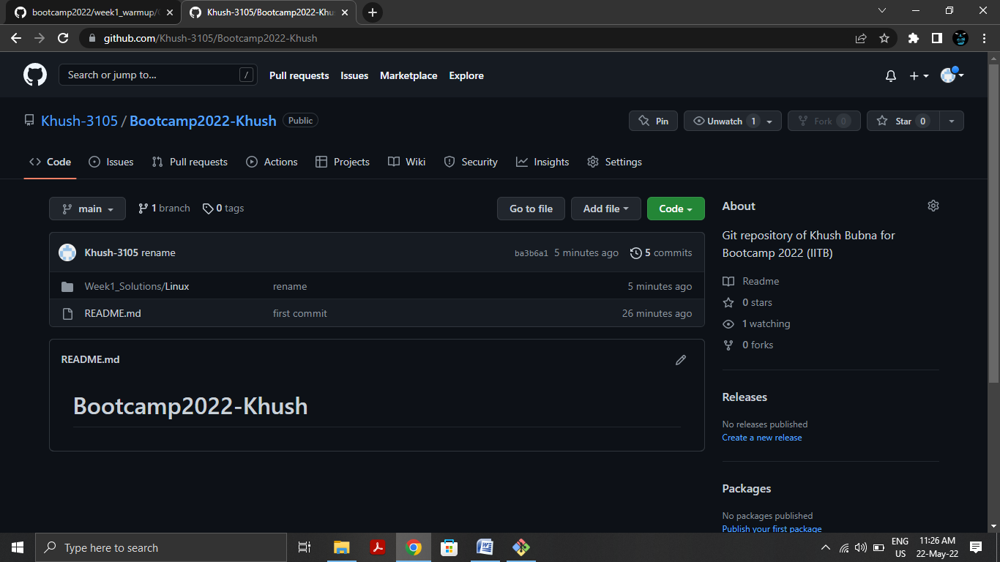 bootcamp2022/week1_warmup/
Khush-3105/Bootcamp2022-Khu
github.com/Khush-3105/Bootcamp2022-Khush
Search or jump to... /
Pull requests Issues Marketplace Explore
Khush-3105 / Bootcamp2022-Khush Public
Pin Unwatch 1 Fork 0 Star 0
Code Issues Pull requests Actions Projects Wiki Security Insights Settings
main 1 branch 0 tags Go to file Add file Code
Khush-3105 rename ba3b6a1 5 minutes ago 5 commits
Week1_Solutions/Linux rename 5 minutes ago
README.md first commit 26 minutes ago
README.md
Bootcamp2022-Khush
About
Git repository of Khush Bubna for
Bootcamp 2022 (IITB)
Readme
0 stars
1 watching
0 forks
Releases
No releases published
Create a new release
Packages
No packages published
Publish your first package
Type here to search
ENG
US
11:26 AM
22-May-22